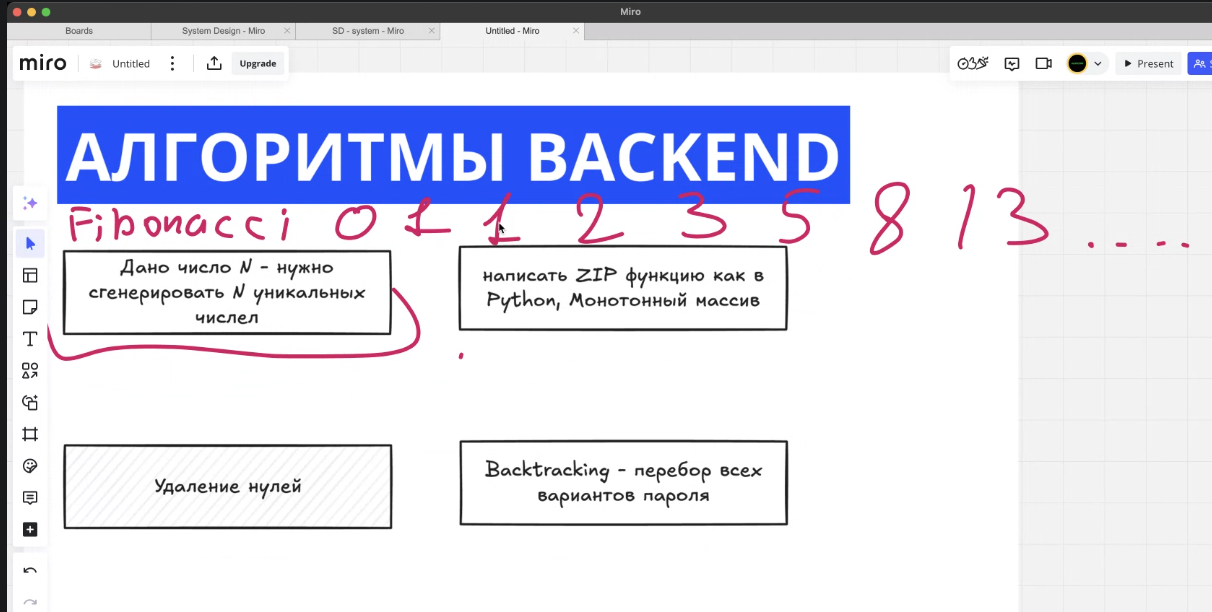 Miro
Boards
System Design - Miro
SD - system - Miro
Untitled - Miro
miro
Untitled
Upgrade
Present
АЛГОРИТМЫ BACKEND
Fibonacci 0 1 1 2 3 5 8 13 . . . . .
Дано число N - нужно
сгенерировать N уникальных
числел
написать ZIP функцию как в
Python, Монотонный массив
Удаление нулей
Backtracking - перебор всех
вариантов пароля